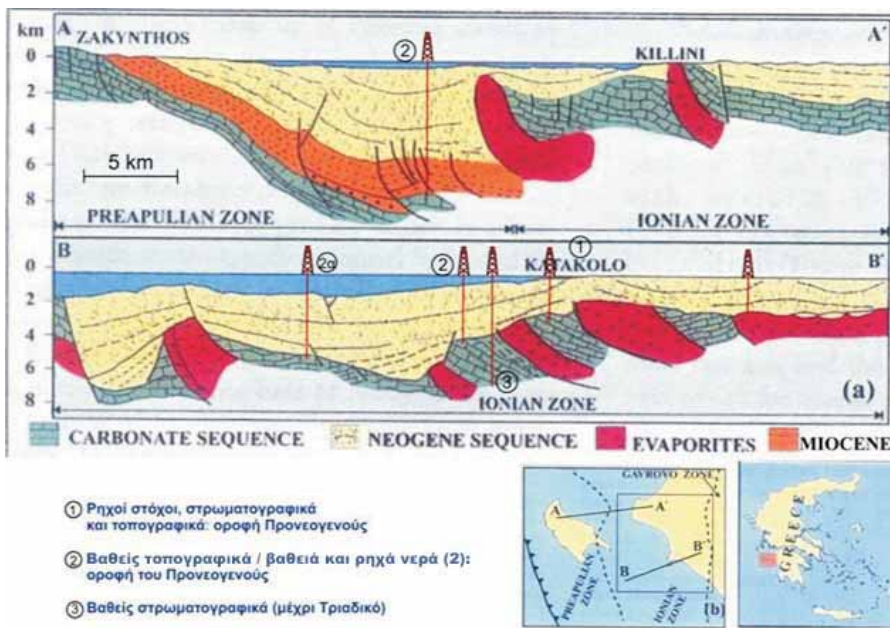 A
ZAKYNTHOS
②
KILLINI
A'
km
0
2
4
6
8
5 km
PREAPULIAN ZONE
IONIAN ZONE
B
2α
②
①
KATAKOLO
B'
0
2
4
6
8
③
IONIAN ZONE
(a)
CARBONATE SEQUENCE
NEOGENE SEQUENCE
EVAPORITES
MIOCENE
① Ρηχοί στόχοι, στρωματογραφικά
και τοπογραφικά: οροφή Προνεογενούς
② Βαθείς τοπογραφικά / βαθειά και ρηχά νερά (2):
οροφή του Προνεογενούς
③ Βαθείς στρωματογραφικά (μέχρι Τριαδικό)
GAVROVO ZONE
A
A'
B
B'
PREAPULIAN
ZONE
IONIAN
ZONE
(b)
GREECE